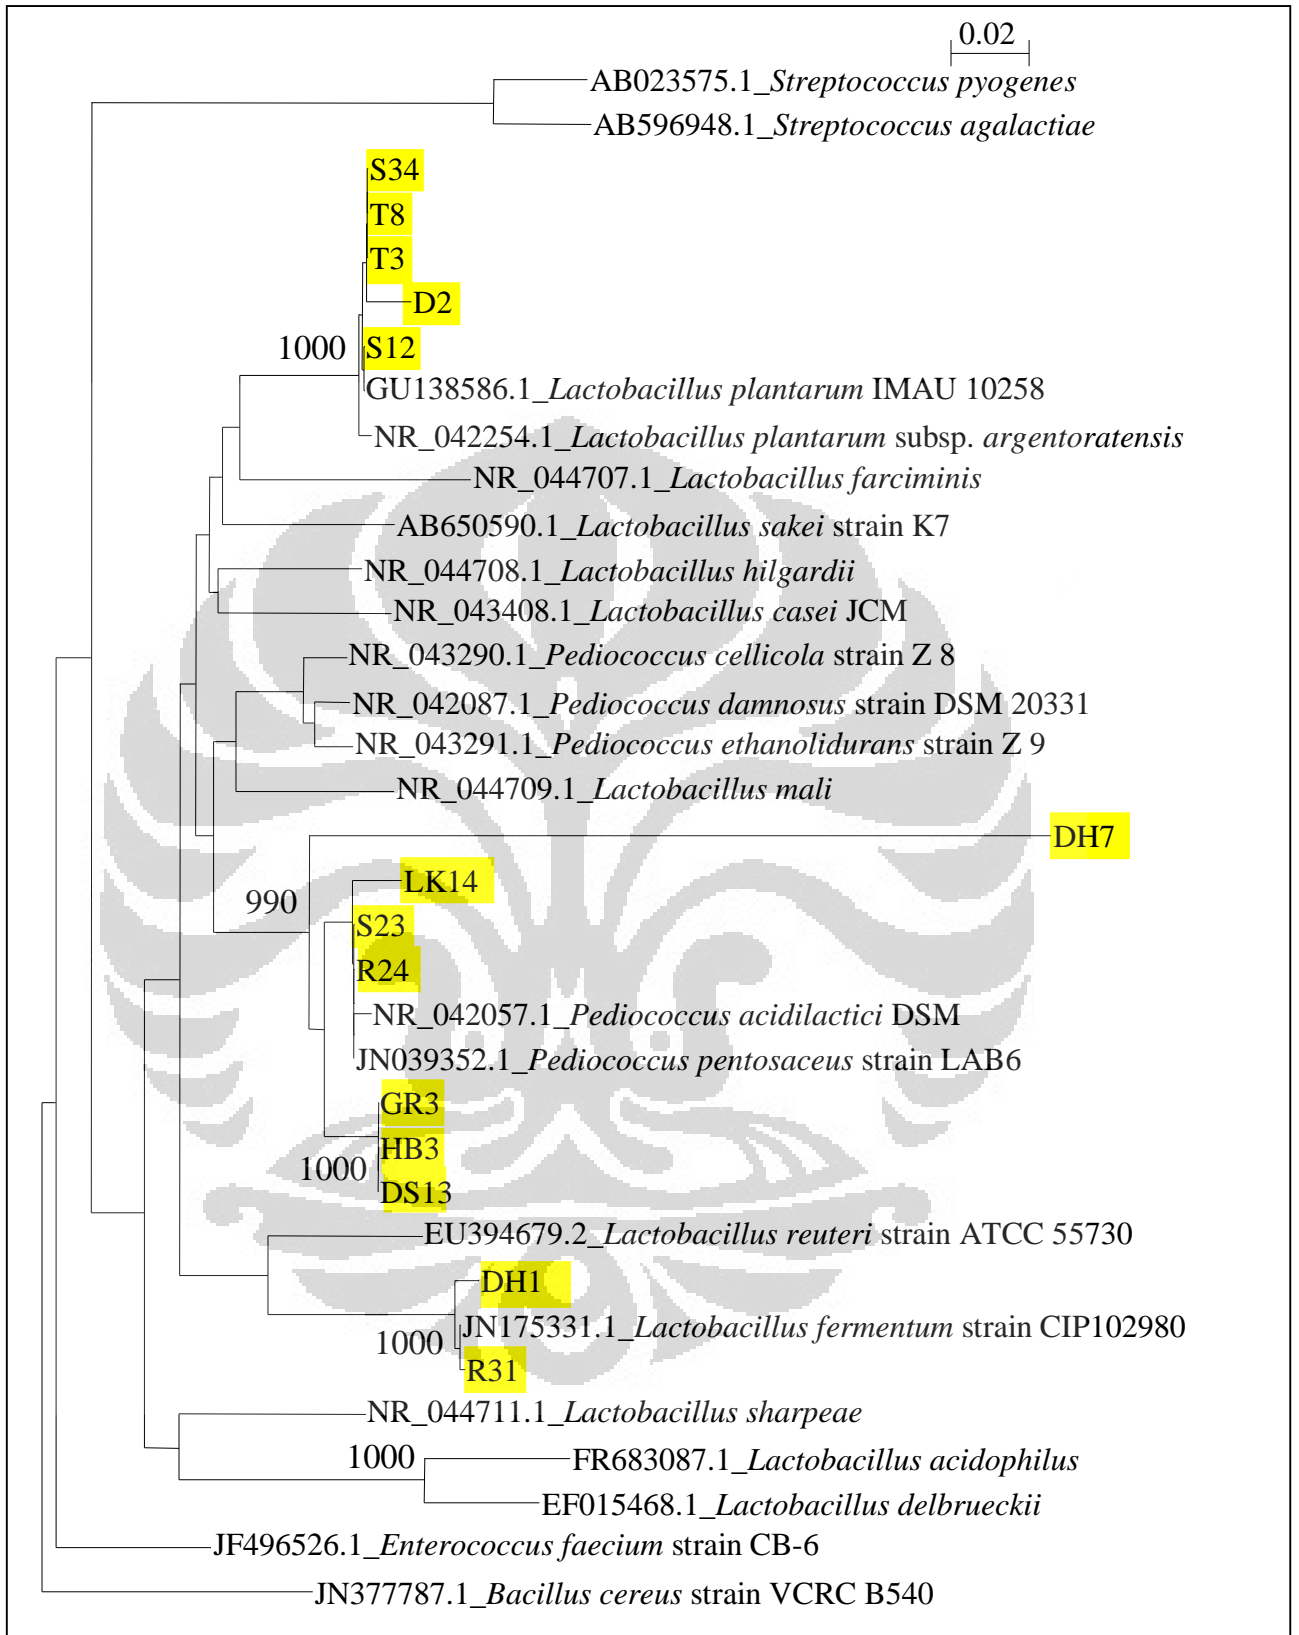 0.02
AB023575.1_Streptococcus pyogenes
AB596948.1_Streptococcus agalactiae
S34
T8
T3
D2
1000
S12
GU138586.1_Lactobacillus plantarum IMAU 10258
NR_042254.1_Lactobacillus plantarum subsp. argentoratensis
NR_044707.1_Lactobacillus farciminis
AB650590.1_Lactobacillus sakei strain K7
NR_044708.1_Lactobacillus hilgardii
NR_043408.1_Lactobacillus casei JCM
NR_043290.1_Pediococcus cellicola strain Z 8
NR_042087.1_Pediococcus damnosus strain DSM 20331
NR_043291.1_Pediococcus ethanolidurans strain Z 9
NR_044709.1_Lactobacillus mali
DH7
LK14
990
S23
R24
NR_042057.1_Pediococcus acidilactici DSM
JN039352.1_Pediococcus pentosaceus strain LAB6
GR3
HB3
1000
DS13
EU394679.2_Lactobacillus reuteri strain ATCC 55730
DH1
JN175331.1_Lactobacillus fermentum strain CIP102980
1000
R31
NR_044711.1_Lactobacillus sharpeae
1000
FR683087.1_Lactobacillus acidophilus
EF015468.1_Lactobacillus delbrueckii
JF496526.1_Enterococcus faecium strain CB-6
JN377787.1_Bacillus cereus strain VCRC B540